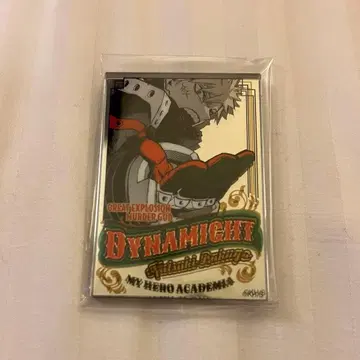 GREAT EXPLOSION
MURDER GOD
DYNAMIGHT
Katsuki Bakugo
MY HERO ACADEMIA